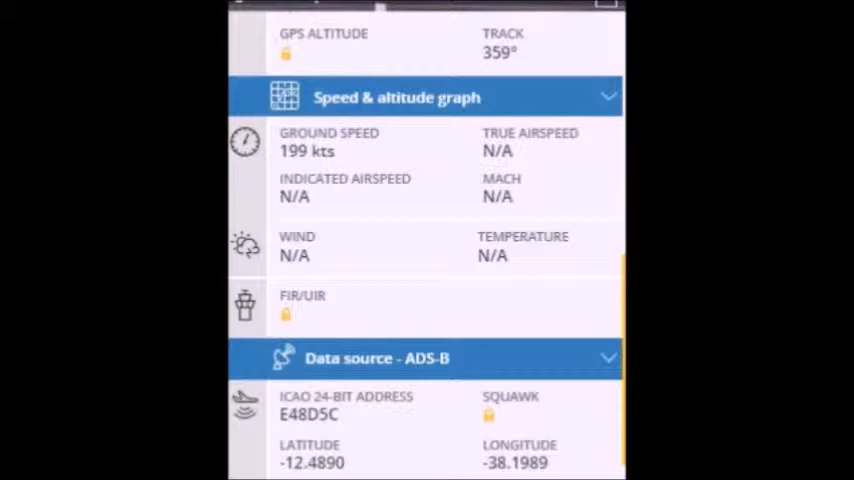 GPS ALTITUDE TRACK
359°
Speed & altitude graph
GROUND SPEED TRUE AIRSPEED
199 kts N/A
INDICATED AIRSPEED MACH
N/A N/A
WIND TEMPERATURE
N/A N/A
FIR/UIR
Data source - ADS-B
ICAO 24-BIT ADDRESS SQUAWK
E48D5C
LATITUDE LONGITUDE
-12.4890 -38.1989